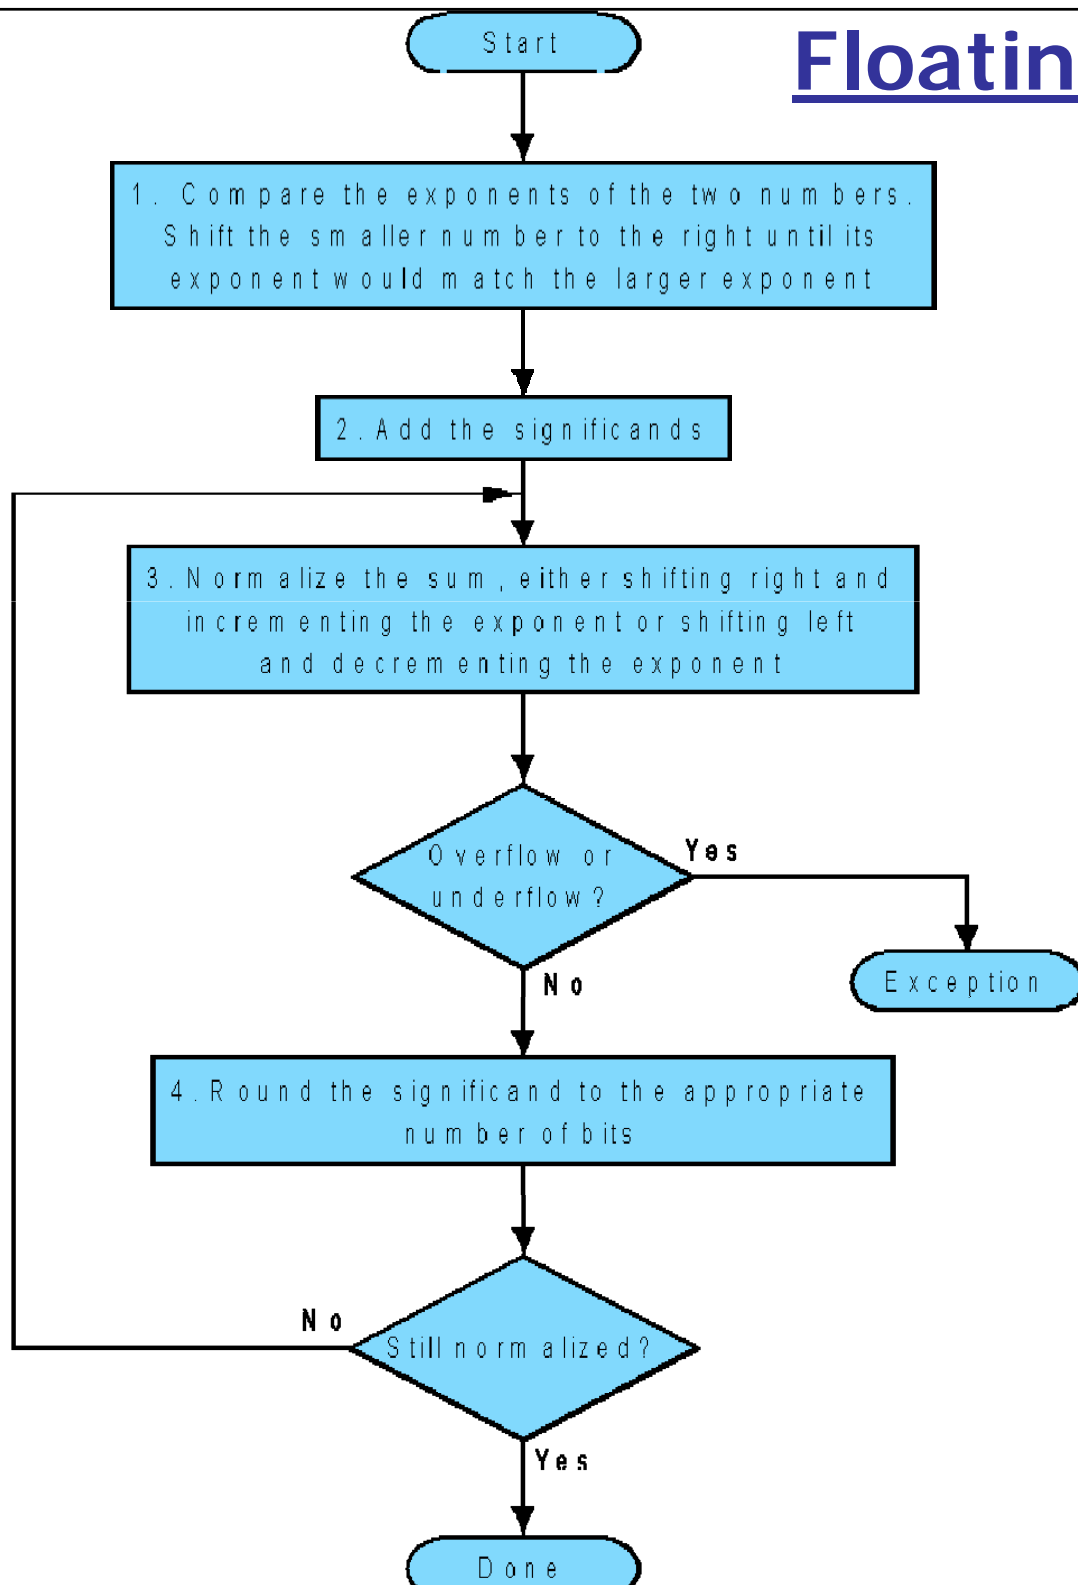 Start
Floatin
1. Compare the exponents of the two numbers.
Shift the smaller number to the right until its
exponent would match the larger exponent
2. Add the significands
3. Normalize the sum, either shifting right and
incrementing the exponent or shifting left
and decrementing the exponent
Overflow or
underflow?
Yes
No
Exception
4. Round the significand to the appropriate
number of bits
No
Still normalized?
Yes
Done